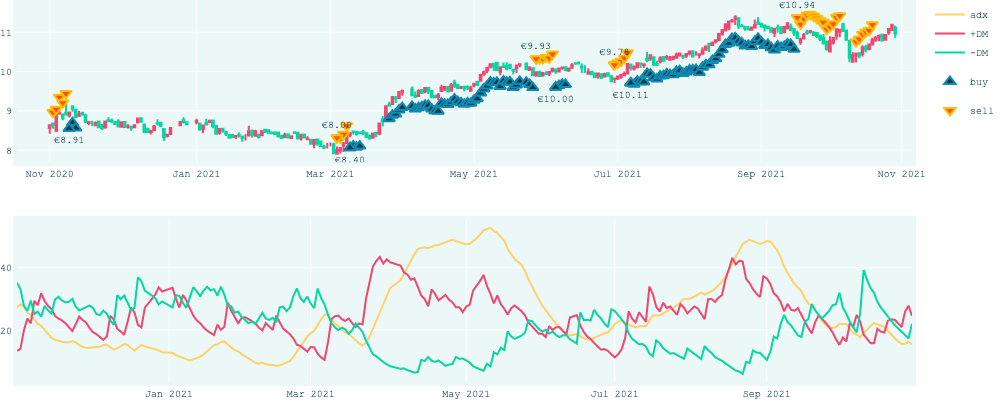 €10.94
11
€9.93
€9.78
10
€10.00
€10.11
9
€8.91
€8.00
8
€8.40
Nov 2020
Jan 2021
Mar 2021
May 2021
Jul 2021
Sep 2021
Nov 2021
adx
+DM
-DM
buy
sell
40
20
Jan 2021
Mar 2021
May 2021
Jul 2021
Sep 2021